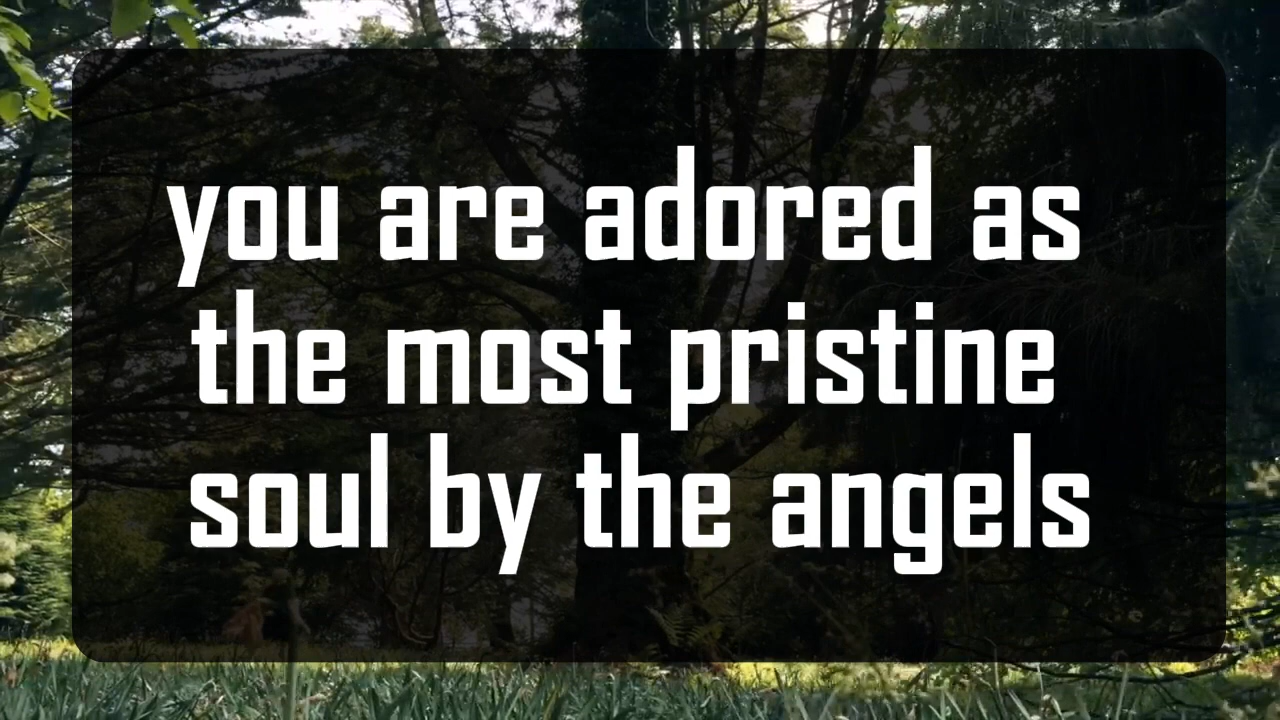 you are adored as
the most pristine
soul by the angels